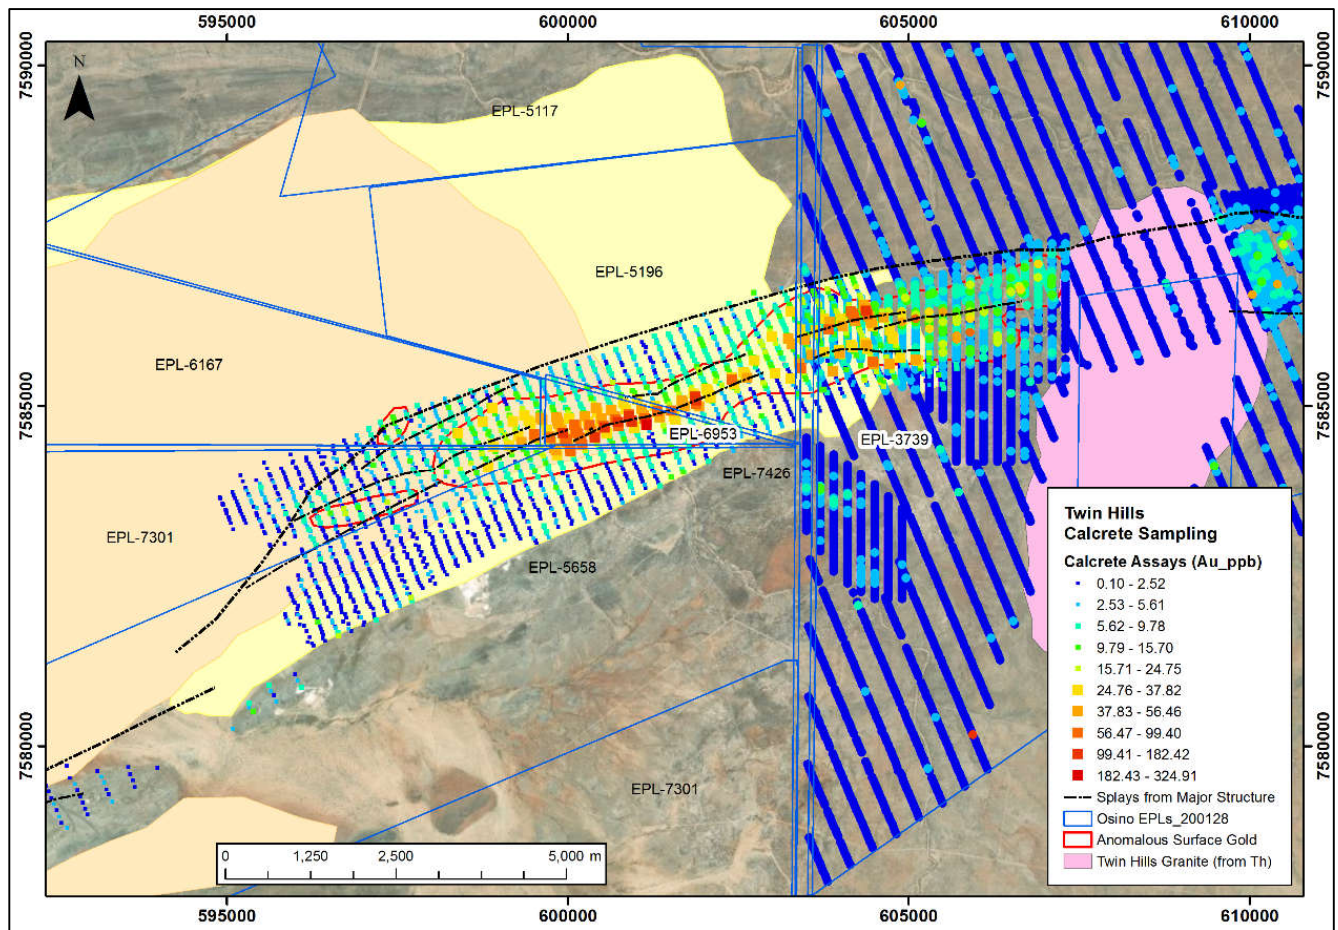 595000 600000 605000 610000
7590000 7590000
N
EPL-5117
EPL-5196
EPL-6167
7585000 7585000
EPL-6953
EPL-3739
EPL-7426
EPL-7301
EPL-5658
7580000 7580000
EPL-7301
Twin Hills
Calcrete Sampling
Calcrete Assays (Au_ppb)
0.10 - 2.52
2.53 - 5.61
5.62 - 9.78
9.79 - 15.70
15.71 - 24.75
24.76 - 37.82
37.83 - 56.46
56.47 - 99.40
99.41 - 182.42
182.43 - 324.91
Splays from Major Structure
Osino EPLs_200128
Anomalous Surface Gold
Twin Hills Granite (from Th)
0 1,250 2,500 5,000 m
595000 600000 605000 610000